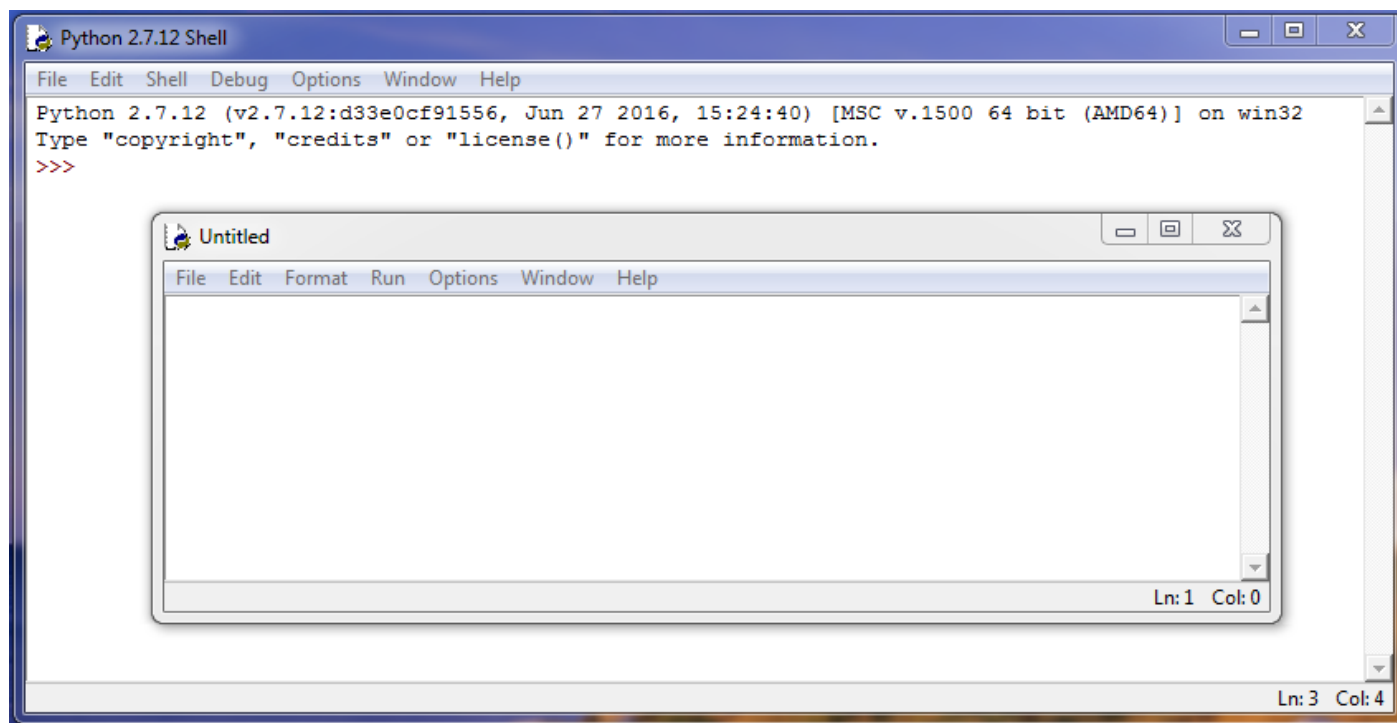 Python 2.7.12 Shell
File Edit Shell Debug Options Window Help
Python 2.7.12 (v2.7.12:d33e0cf91556, Jun 27 2016, 15:24:40) [MSC v.1500 64 bit (AMD64)] on win32
Type "copyright", "credits" or "license()" for more information.
>>>
Untitled
File Edit Format Run Options Window Help
Ln: 1 Col: 0
Ln: 3 Col: 4